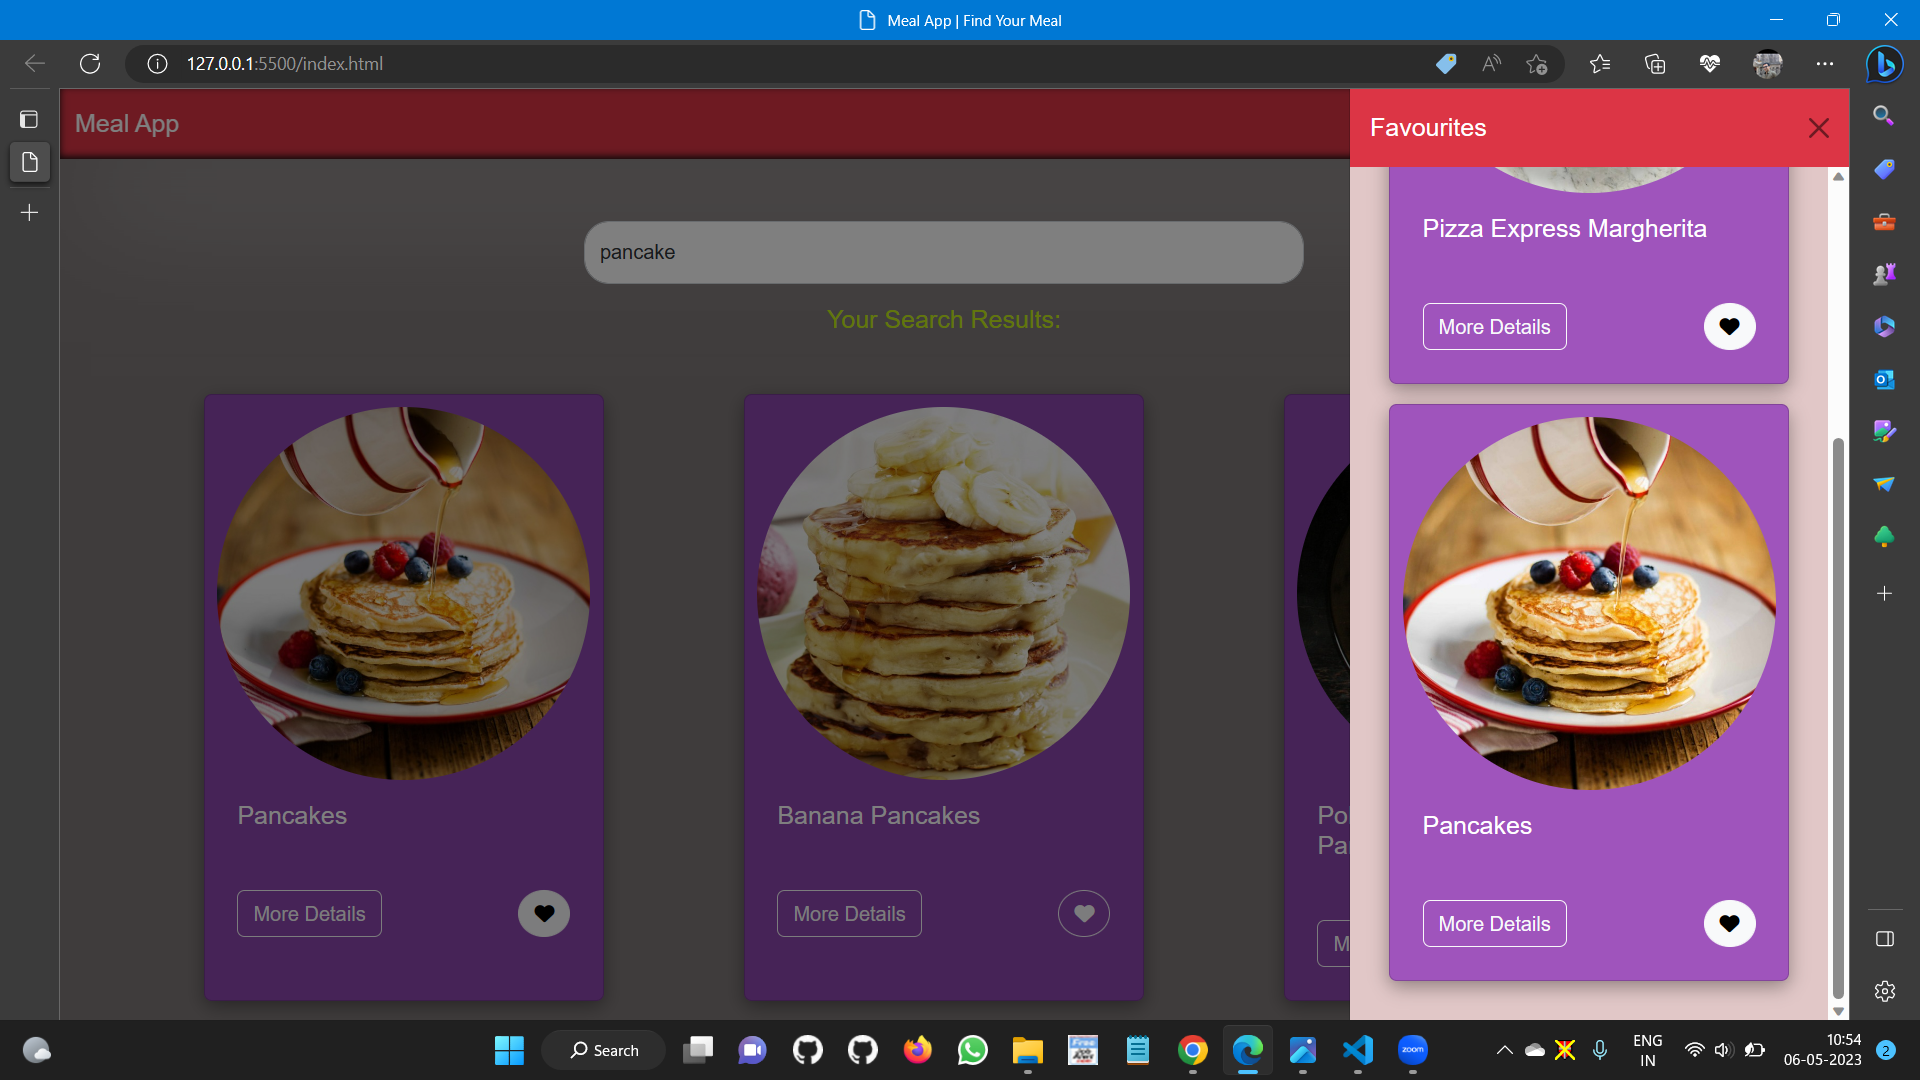 Meal App | Find Your Meal
127.0.0.1:5500/index.html
Meal App
Favourites
pancake
Your Search Results:
Pizza Express Margherita
More Details
Pancakes
Banana Pancakes
Pancakes
More Details
More Details
More Details
Search
zoom
ENG
IN
10:54
06-05-2023
2